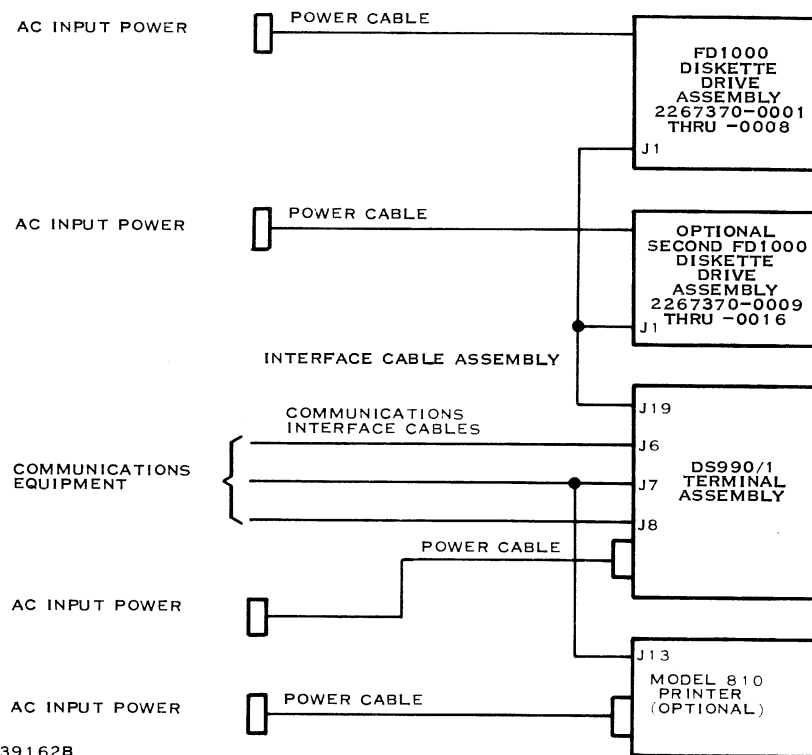 AC INPUT POWER
POWER CABLE
FD1000
DISKETTE
DRIVE
ASSEMBLY
2267370-0001
THRU -0008
J1
AC INPUT POWER
POWER CABLE
OPTIONAL
SECOND FD1000
DISKETTE
DRIVE
ASSEMBLY
2267370-0009
THRU -0016
J1
INTERFACE CABLE ASSEMBLY
J19
COMMUNICATIONS
INTERFACE CABLES
J6
COMMUNICATIONS
EQUIPMENT
J7
DS990/1
TERMINAL
ASSEMBLY
J8
POWER CABLE
AC INPUT POWER
J13
MODEL 810
PRINTER
(OPTIONAL)
AC INPUT POWER
POWER CABLE
39162B